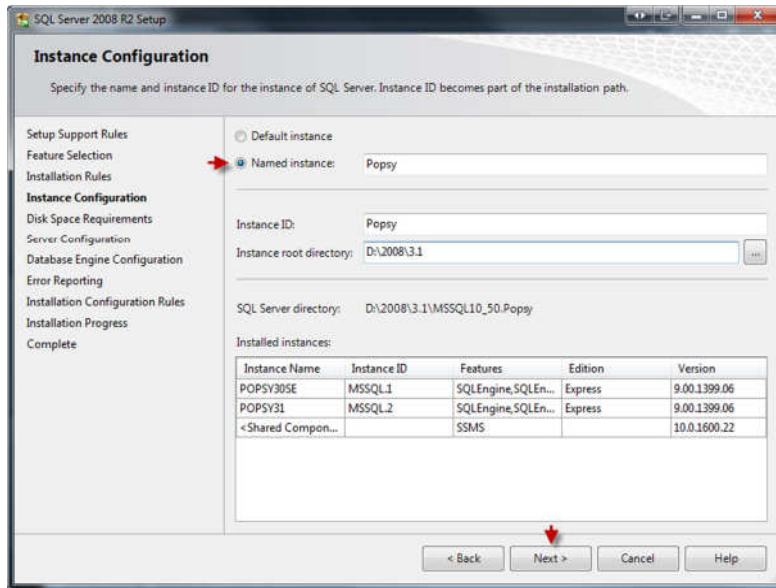 SQL Server 2008 R2 Setup
Instance Configuration
Specify the name and instance ID for the instance of SQL Server. Instance ID becomes part of the installation path.
Setup Support Rules
Feature Selection
Installation Rules
Instance Configuration
Disk Space Requirements
Server Configuration
Database Engine Configuration
Error Reporting
Installation Configuration Rules
Installation Progress
Complete
Default instance
Named instance: Popsy
Instance ID: Popsy
Instance root directory: D:\2008\3.1 ...
SQL Server directory: D:\2008\3.1\MSSQL10_50.Popsy
Installed instances:
Instance Name Instance ID Features Edition Version
POPSY30SE MSSQL.1 SQLEngine,SQLEn... Express 9.00.1399.06
POPSY31 MSSQL.2 SQLEngine,SQLEn... Express 9.00.1399.06
<Shared Compon... SSMS 10.0.1600.22
< Back Next > Cancel Help